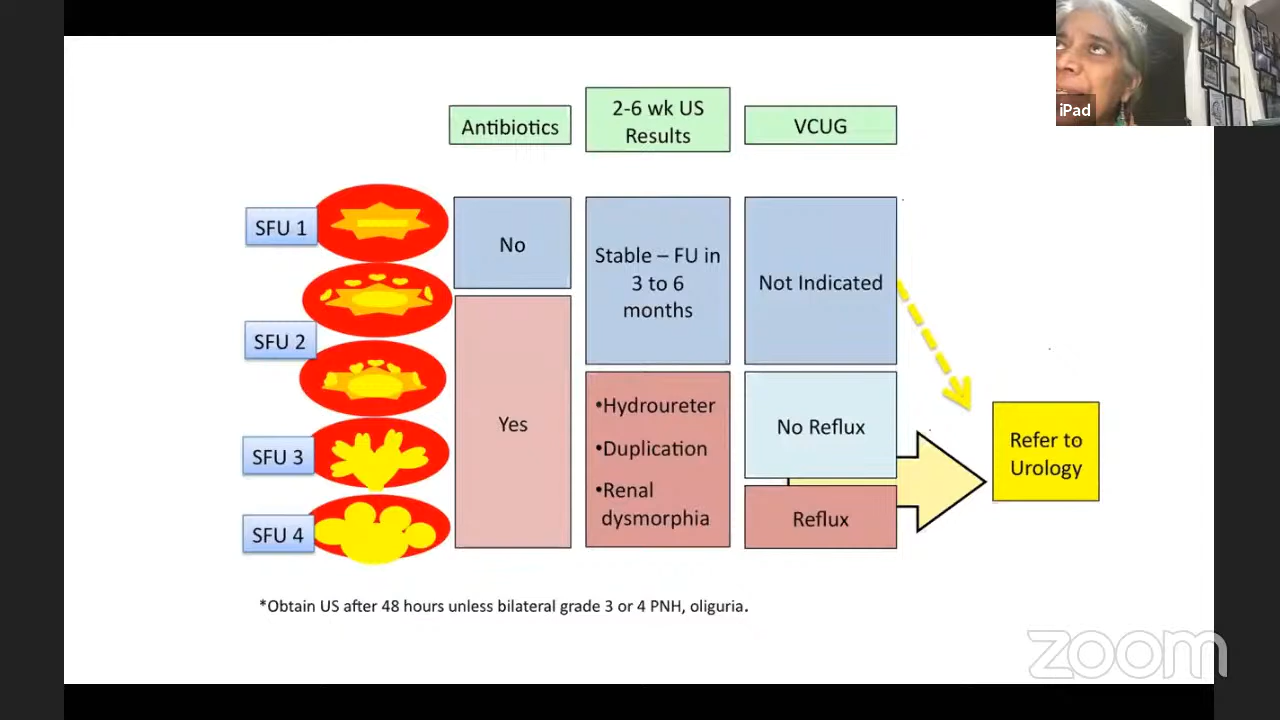 iPad
Antibiotics
2-6 wk US
Results
VCUG
SFU 1
No
Stable – FU in
3 to 6
months
Not Indicated
SFU 2
Yes
•Hydroureter
•Duplication
•Renal
dysmorphia
No Reflux
Refer to
Urology
SFU 3
SFU 4
Reflux
*Obtain US after 48 hours unless bilateral grade 3 or 4 PNH, oliguria.
zoom